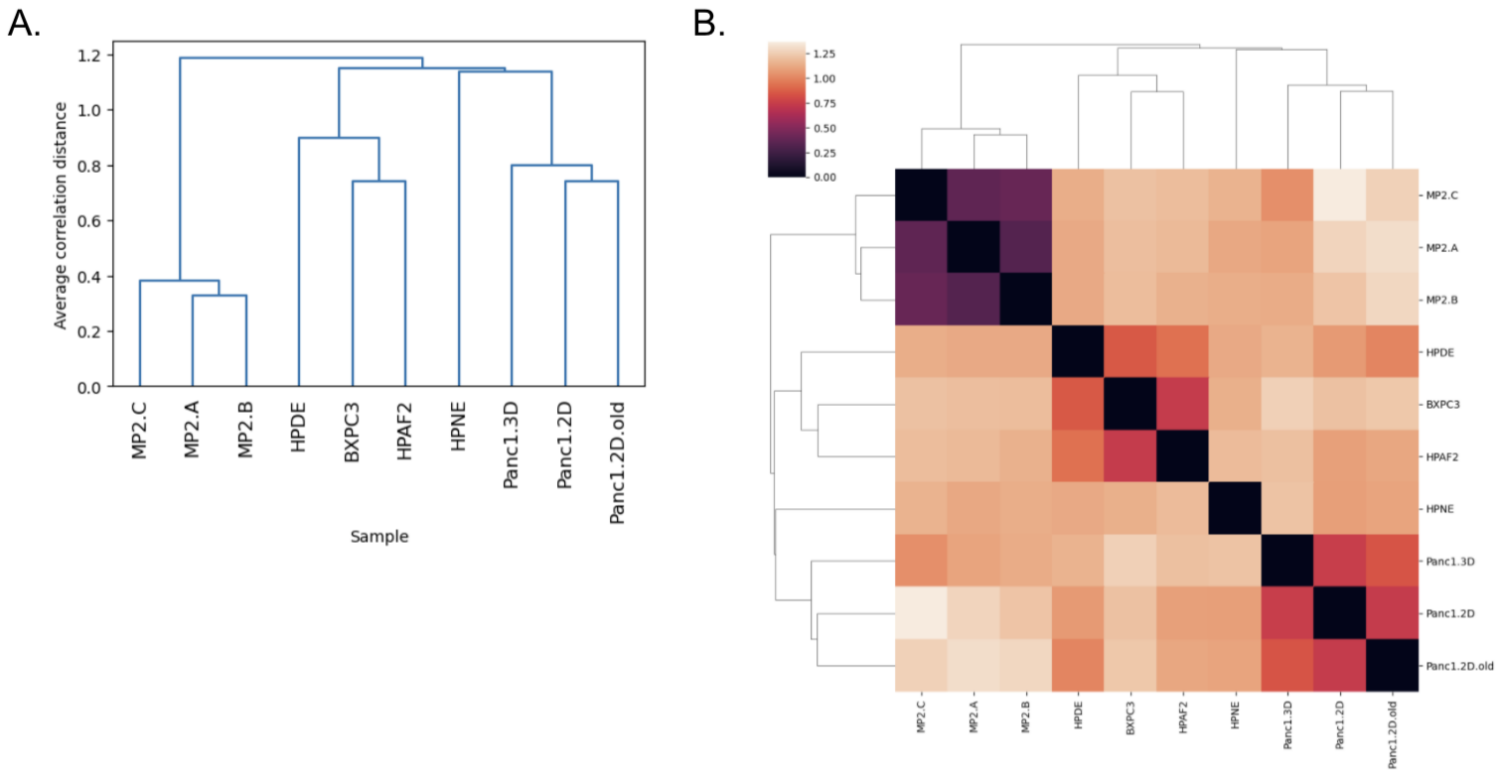 A.
1.2
1.0
0.8
0.6
0.4
0.2
0.0
Average correlation distance
MP2.C
MP2.A
MP2.B
HPDE
BXPC3
HPAF2
HPNE
Panc1.3D
Panc1.2D
Panc1.2D.old
Sample
B.
1.25
1.00
0.75
0.50
0.25
0.00
MP2.C
MP2.A
MP2.B
HPDE
BXPC3
HPAF2
HPNE
Panc1.3D
Panc1.2D
Panc1.2D.old
MP2.C
MP2.A
MP2.B
HPDE
BXPC3
HPAF2
HPNE
Panc1.3D
Panc1.2D
Panc1.2D.old